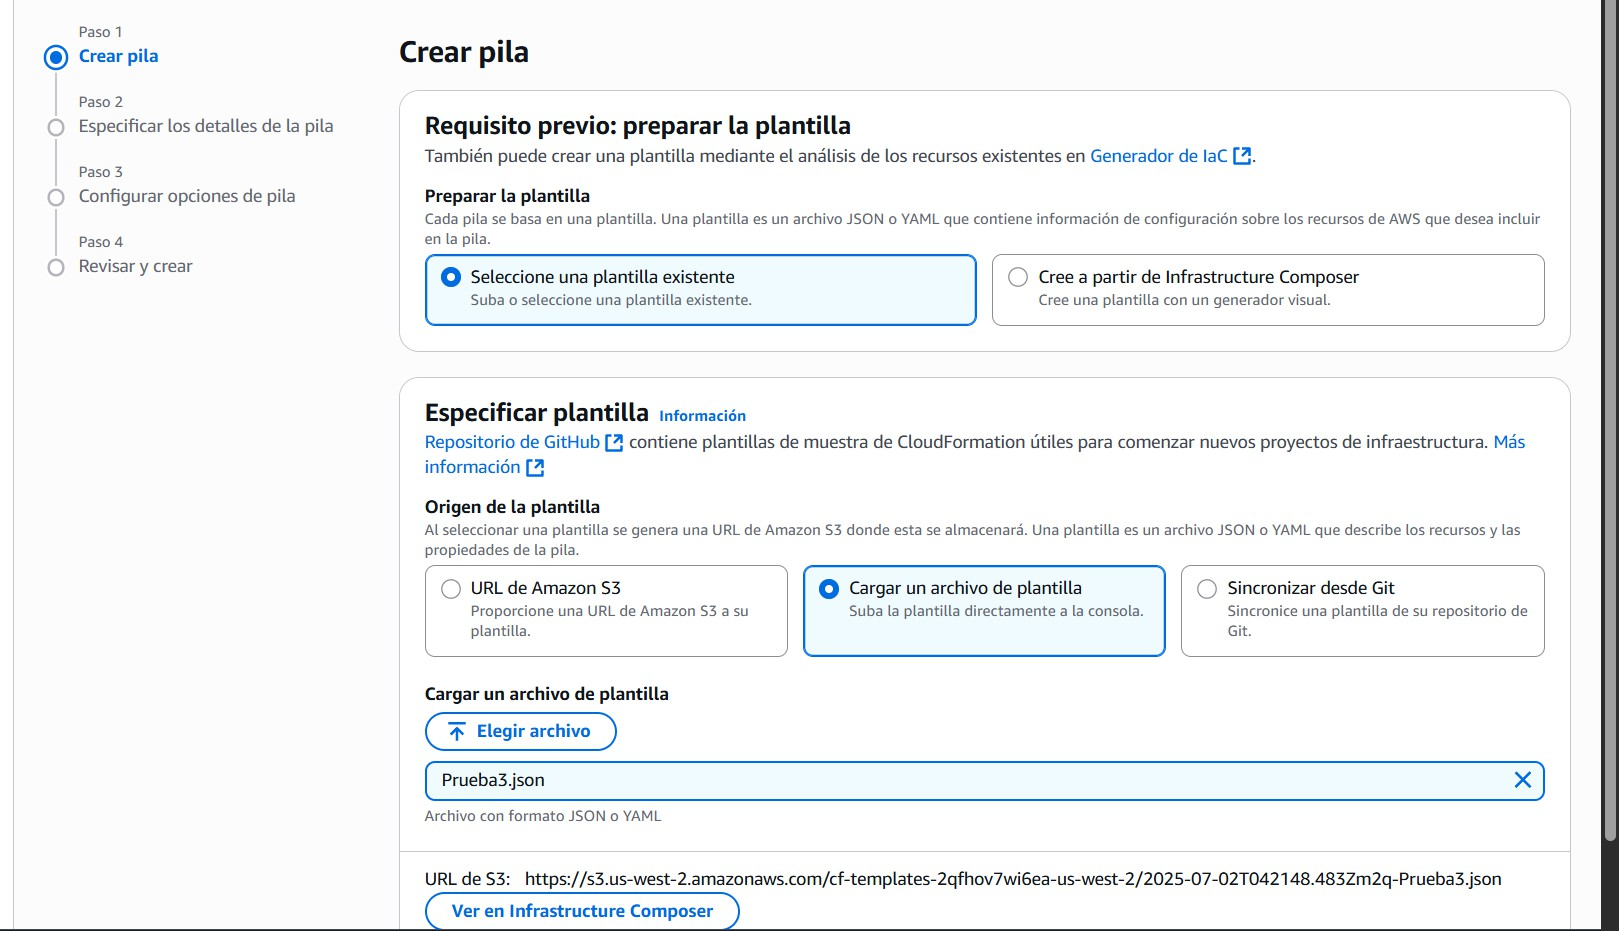 Paso 1
Crear pila
Paso 2
Especificar los detalles de la pila
Paso 3
Configurar opciones de pila
Paso 4
Revisar y crear
Crear pila
Requisito previo: preparar la plantilla
También puede crear una plantilla mediante el análisis de los recursos existentes en Generador de IaC.
Preparar la plantilla
Cada pila se basa en una plantilla. Una plantilla es un archivo JSON o YAML que contiene información de configuración sobre los recursos de AWS que desea incluir
en la pila.
Seleccione una plantilla existente
Suba o seleccione una plantilla existente.
Cree a partir de Infrastructure Composer
Cree una plantilla con un generador visual.
Especificar plantilla Información
Repositorio de GitHub contiene plantillas de muestra de CloudFormation útiles para comenzar nuevos proyectos de infraestructura. Más
información
Origen de la plantilla
Al seleccionar una plantilla se genera una URL de Amazon S3 donde esta se almacenará. Una plantilla es un archivo JSON o YAML que describe los recursos y las
propiedades de la pila.
URL de Amazon S3
Proporcione una URL de Amazon S3 a su
plantilla.
Cargar un archivo de plantilla
Suba la plantilla directamente a la consola.
Sincronizar desde Git
Sincronice una plantilla de su repositorio de
Git.
Cargar un archivo de plantilla
Elegir archivo
Prueba3.json
Archivo con formato JSON o YAML
URL de S3: https://s3.us-west-2.amazonaws.com/cf-templates-2qfhov7wi6ea-us-west-2/2025-07-02T042148.483Zm2q-Prueba3.json
Ver en Infrastructure Composer